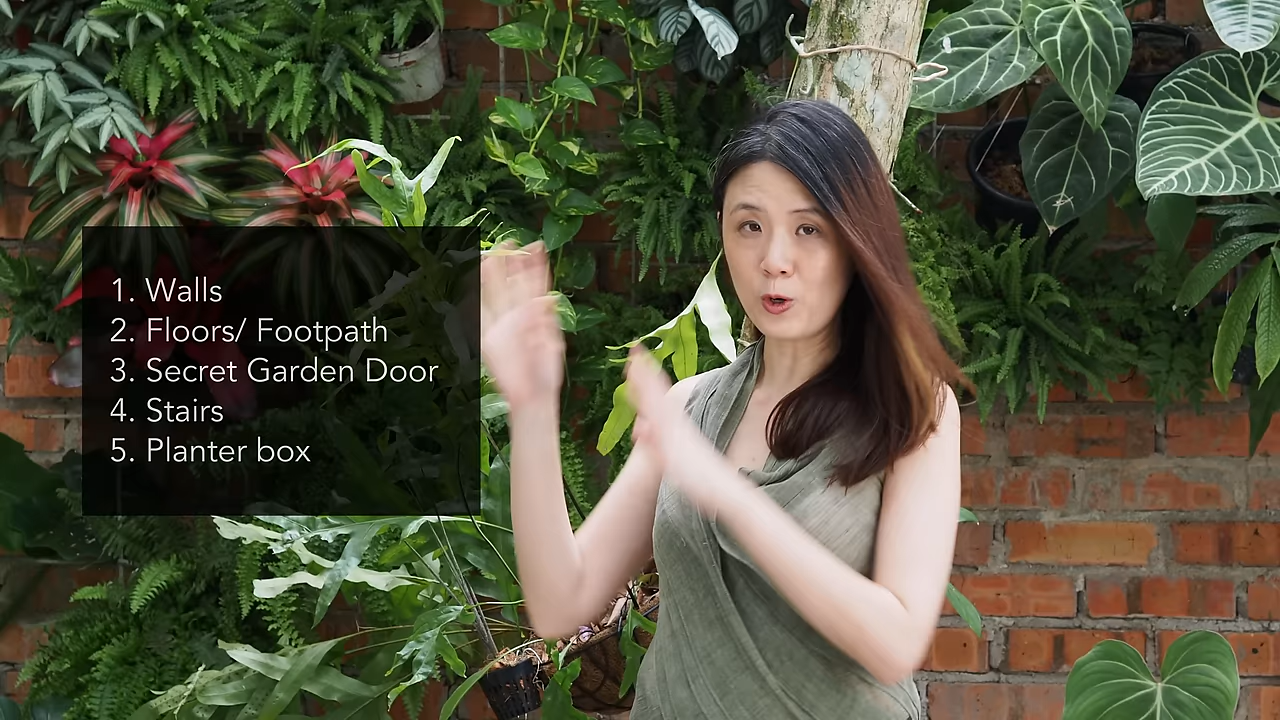 1. Walls
2. Floors/ Footpath
3. Secret Garden Door
4. Stairs
5. Planter box